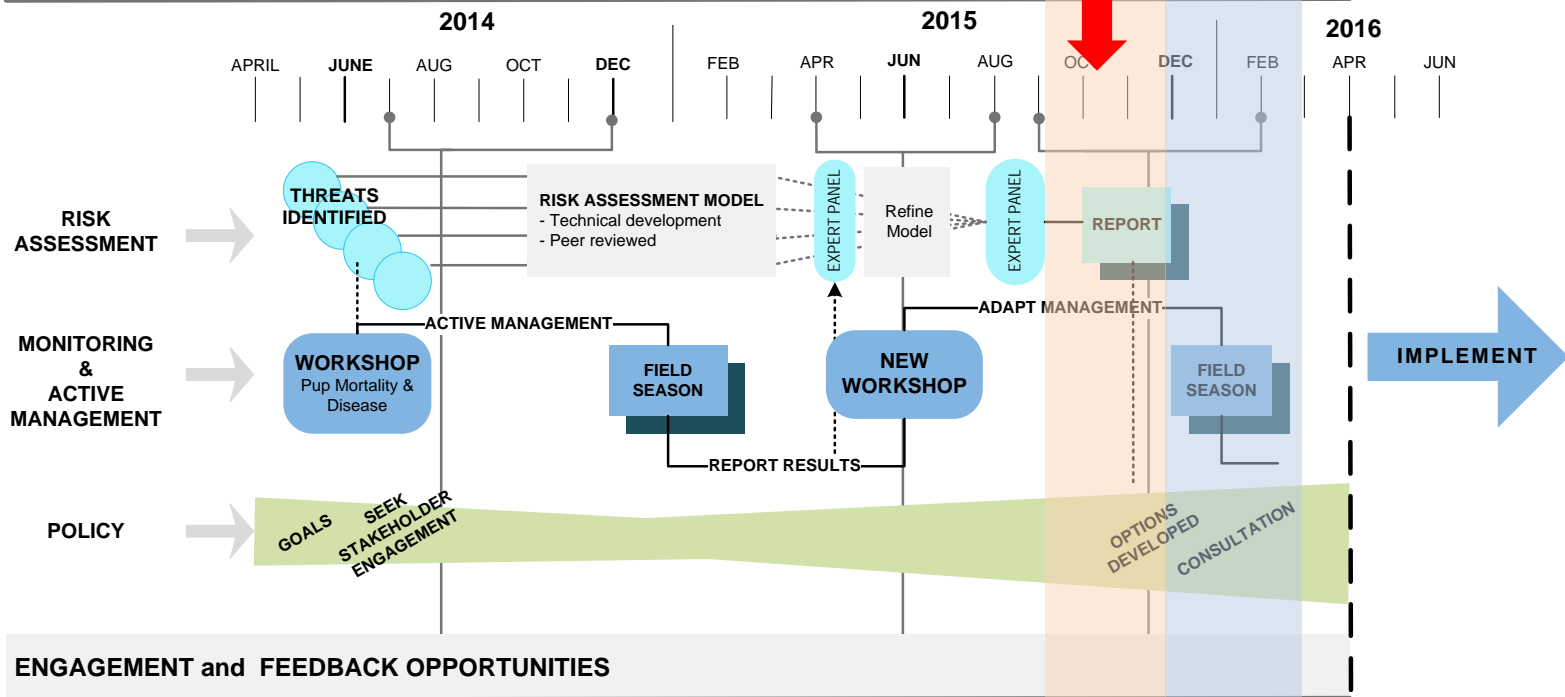 2014
2015
2016
APRIL
JUNE
AUG
OCT
DEC
FEB
APR
JUN
AUG
OCT
DEC
FEB
APR
JUN
RISK
ASSESSMENT
THREATS
IDENTIFIED
RISK ASSESSMENT MODEL
- Technical development
- Peer reviewed
EXPERT PANEL
Refine
Model
EXPERT PANEL
REPORT
MONITORING
&
ACTIVE
MANAGEMENT
WORKSHOP
Pup Mortality &
Disease
ACTIVE MANAGEMENT
FIELD
SEASON
REPORT RESULTS
NEW
WORKSHOP
ADAPT MANAGEMENT
FIELD
SEASON
IMPLEMENT
POLICY
GOALS
SEEK
STAKEHOLDER
ENGAGEMENT
OPTIONS
DEVELOPED
CONSULTATION
ENGAGEMENT and FEEDBACK OPPORTUNITIES